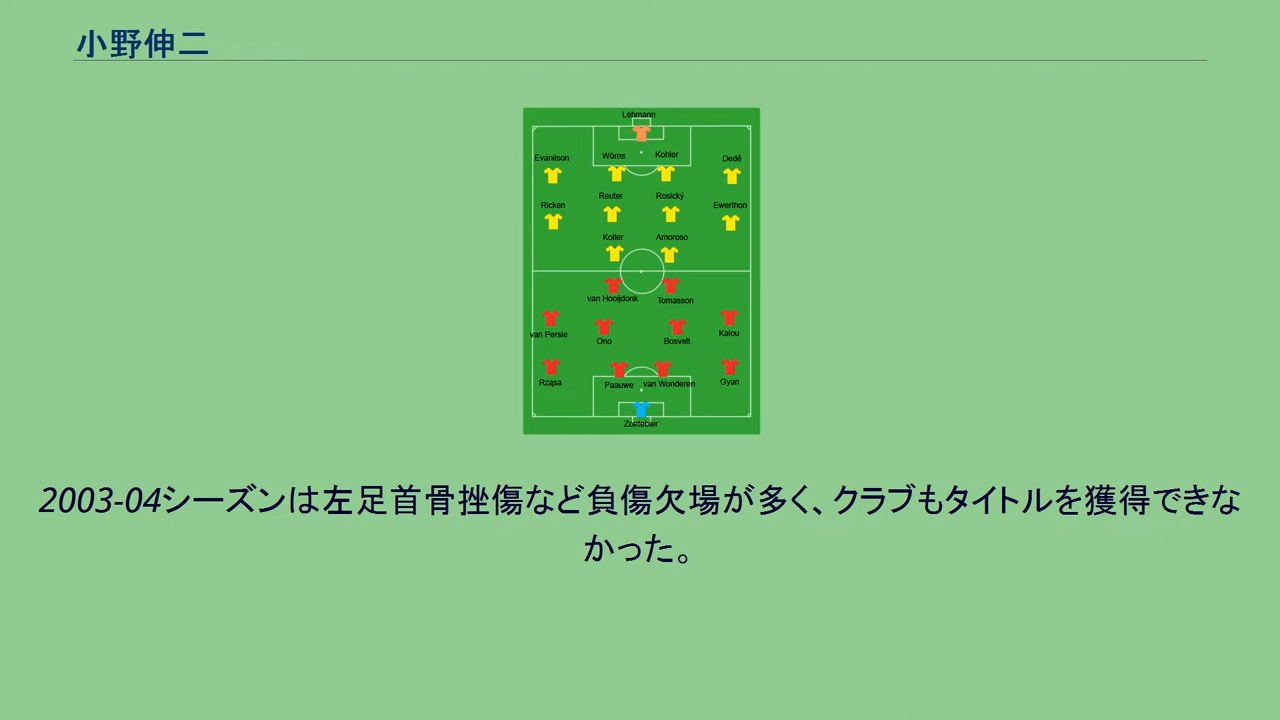 小野伸二
Lehmann
Evanilson Wörns Kohler Dedê
Ricken Reuter Rosický Ewerthon
Koller Amoroso
van Hooijdonk Tomasson
van Persie Ono Bosvelt Kalou
Rząsa Paauwe van Wonderen Gyan
Zoetebier
2003-04シーズンは左足首骨挫傷など負傷欠場が多く、クラブもタイトルを獲得できな
かった。